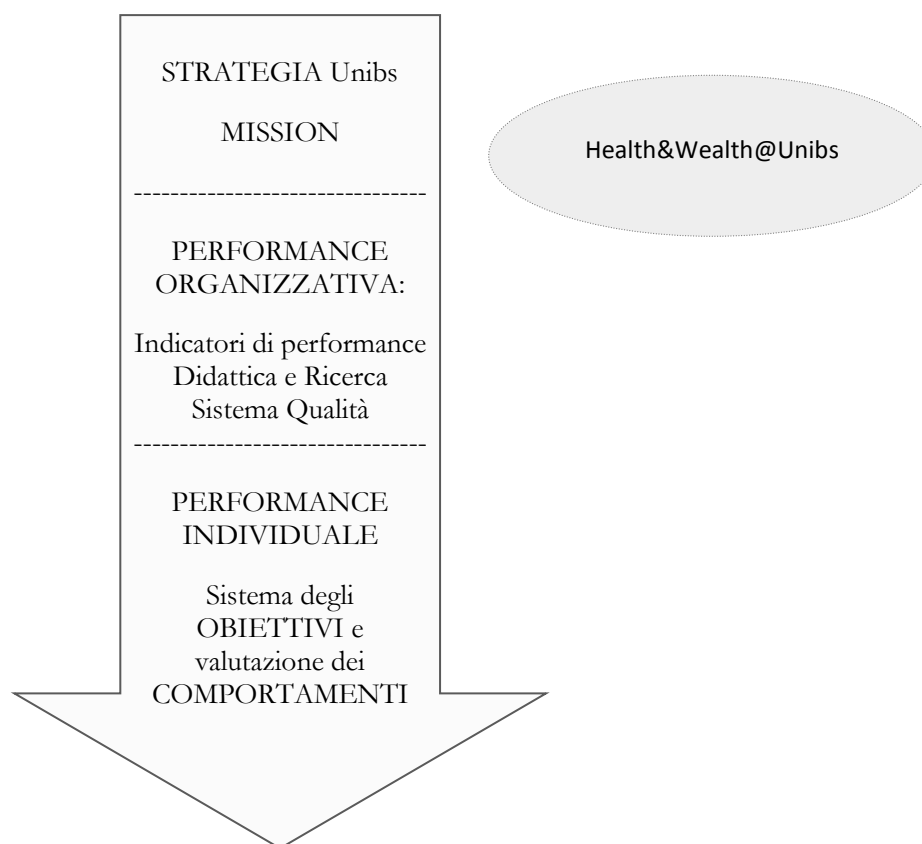 STRATEGIA Unibs
MISSION
--------------------------------
PERFORMANCE
ORGANIZZATIVA:
Indicatori di performance
Didattica e Ricerca
Sistema Qualità
--------------------------------
PERFORMANCE
INDIVIDUALE
Sistema degli
OBIETTIVI e
valutazione dei
COMPORTAMENTI
Health&Wealth@Unibs